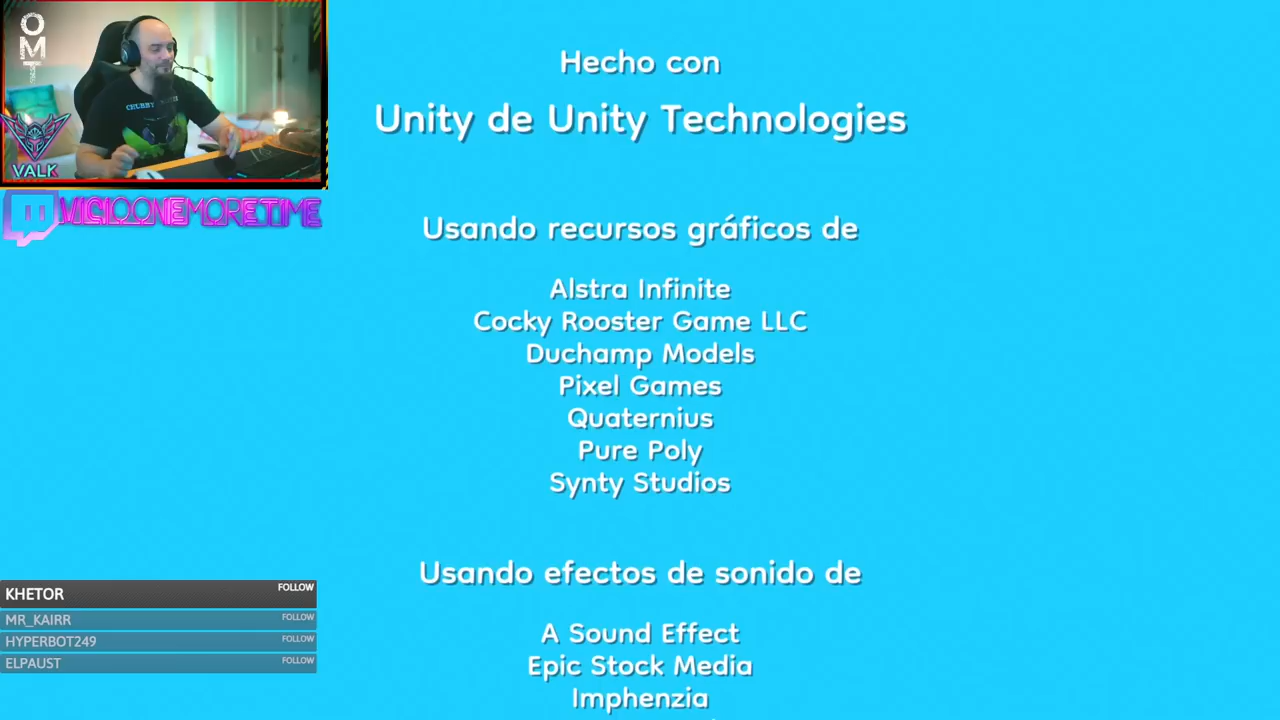 OMT
CHUBBY
VALK
VICIOONEMORETIME
Hecho con
Unity de Unity Technologies
Usando recursos gráficos de
Alstra Infinite
Cocky Rooster Game LLC
Duchamp Models
Pixel Games
Quaternius
Pure Poly
Synty Studios
Usando efectos de sonido de
A Sound Effect
Epic Stock Media
Imphenzia
KHETOR FOLLOW
MR_KAIRR FOLLOW
HYPERBOT249 FOLLOW
ELPAUST FOLLOW